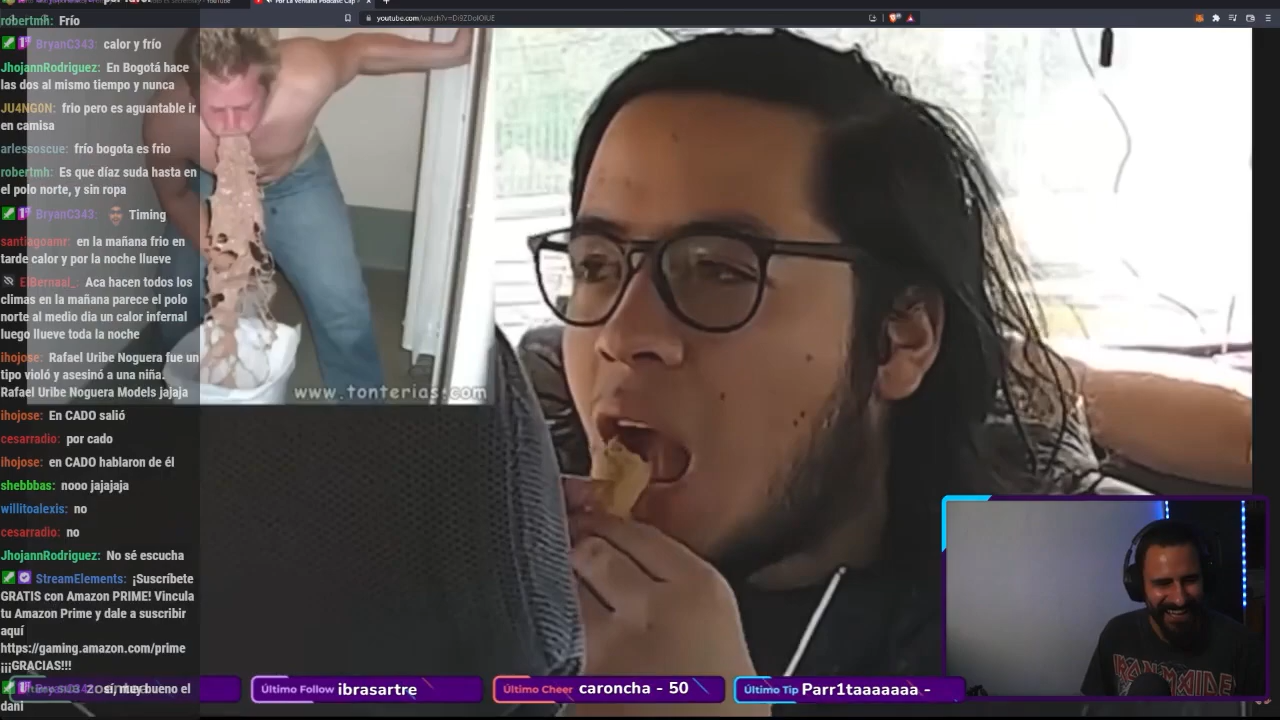 youtube.com/watch?v=Di9ZDolOlUE
robertmh: Frío
BryanC343: calor y frío
JhojannRodriguez: En Bogotá hace
las dos al mismo tiempo y nunca
JU4NG0N: frio pero es aguantable ir
en camisa
arlessoscue: frío bogota es frio
robertmh: Es que díaz suda hasta en
el polo norte, y sin ropa
BryanC343: Timing
santiagoamr: en la mañana frio en
tarde calor y por la noche llueve
ElBernaal_: Aca hacen todos los
climas en la mañana parece el polo
norte al medio dia un calor infernal
luego llueve toda la noche
ihojose: Rafael Uribe Noguera fue un
tipo violó y asesinó a una niña.
Rafael Uribe Noguera Models jajaja
ihojose: En CADO salió
cesarradio: por cado
ihojose: en CADO hablaron de él
shebbbas: nooo jajajaja
willitoalexis: no
cesarradio: no
JhojannRodriguez: No sé escucha
StreamElements: ¡Suscríbete
GRATIS con Amazon PRIME! Vincula
tu Amazon Prime y dale a suscribir
aquí
https://gaming.amazon.com/prime
¡¡¡GRACIAS!!!
muy bueno el
dani
www.tonterias.com
IRON MAIDE
Último Follow ibrasartre
Último Cheer caroncha - 50
Último Tip Parr1taaaaaaa -